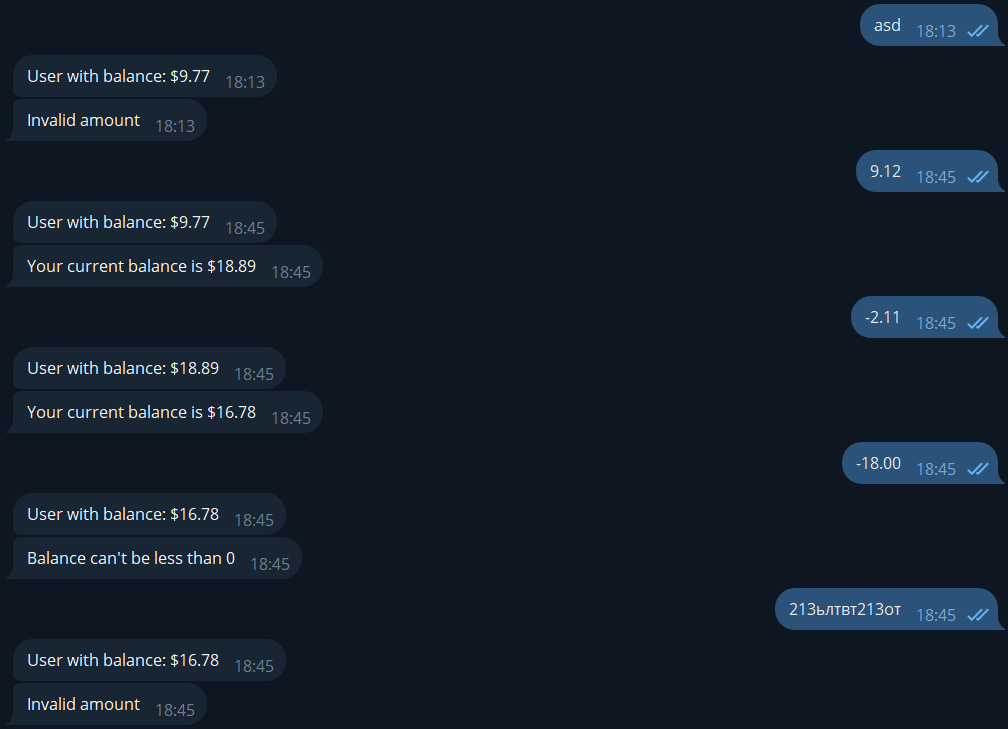 asd 18:13
User with balance: $9.77 18:13
Invalid amount 18:13
9.12 18:45
User with balance: $9.77 18:45
Your current balance is $18.89 18:45
-2.11 18:45
User with balance: $18.89 18:45
Your current balance is $16.78 18:45
-18.00 18:45
User with balance: $16.78 18:45
Balance can't be less than 0 18:45
213ьлтвт213от 18:45
User with balance: $16.78 18:45
Invalid amount 18:45